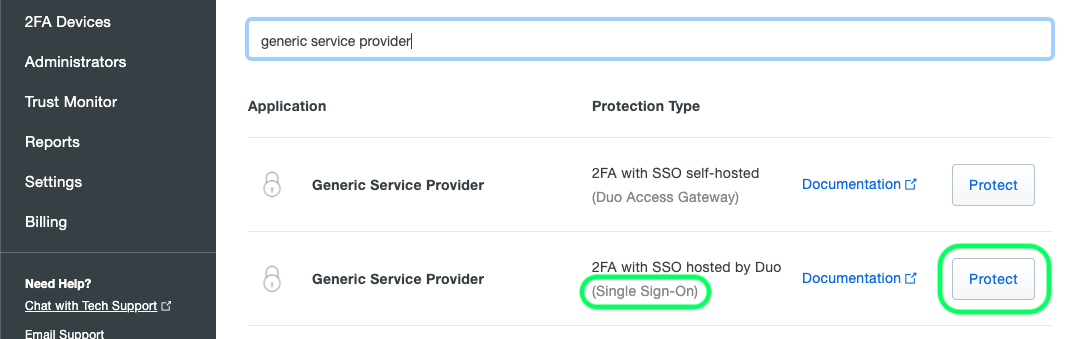 2FA Devices
Administrators
Trust Monitor
Reports
Settings
Billing
Need Help?
Chat with Tech Support
Email Support
generic service provider
Application Protection Type
Generic Service Provider 2FA with SSO self-hosted (Duo Access Gateway) Documentation Protect
Generic Service Provider 2FA with SSO hosted by Duo (Single Sign-On) Documentation Protect